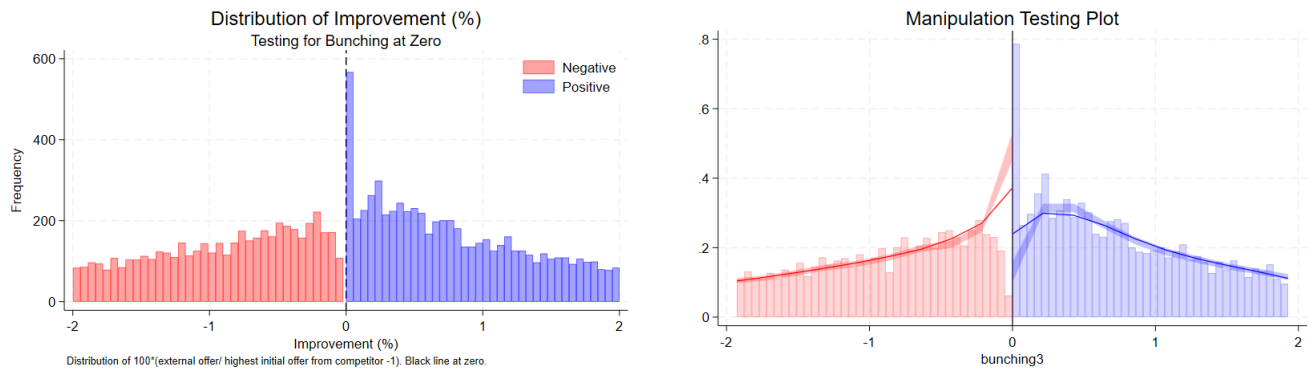 Distribution of Improvement (%)
Testing for Bunching at Zero
Negative
Positive
600
400
200
0
Frequency
-2
-1
0
1
2
Improvement (%)
Distribution of 100*(external offer/ highest initial offer from competitor -1). Black line at zero.
Manipulation Testing Plot
.8
.6
.4
.2
0
-2
-1
0
1
2
bunching3